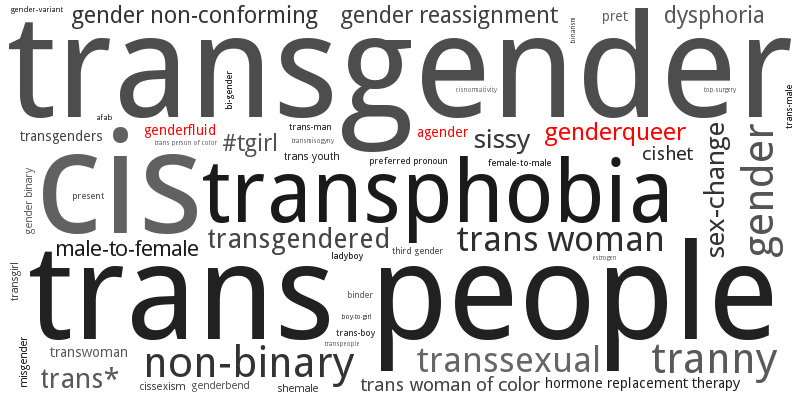 gender-variant
gender non-conforming
gender reassignment
binarism
pret
dysphoria
transgender
bi-gender
cisnormativity
top-surgery
trans-male
afab
transgenders
genderfluid
trans person of color
#tgirl
trans-man
transmisogyny
agender
sissy
genderqueer
cishet
sex-change
gender
cis
trans youth
preferred pronoun
female-to-male
gender binary
present
transphobia
male-to-female
transgendered
third gender
trans woman
ladyboy
estrogen
transgirl
trans people
binder
boy-to-girl
trans-boy
transpeople
misgender
transwoman
non-binary
transsexual
tranny
trans*
cissexism
genderbend
shemale
trans woman of color
hormone replacement therapy